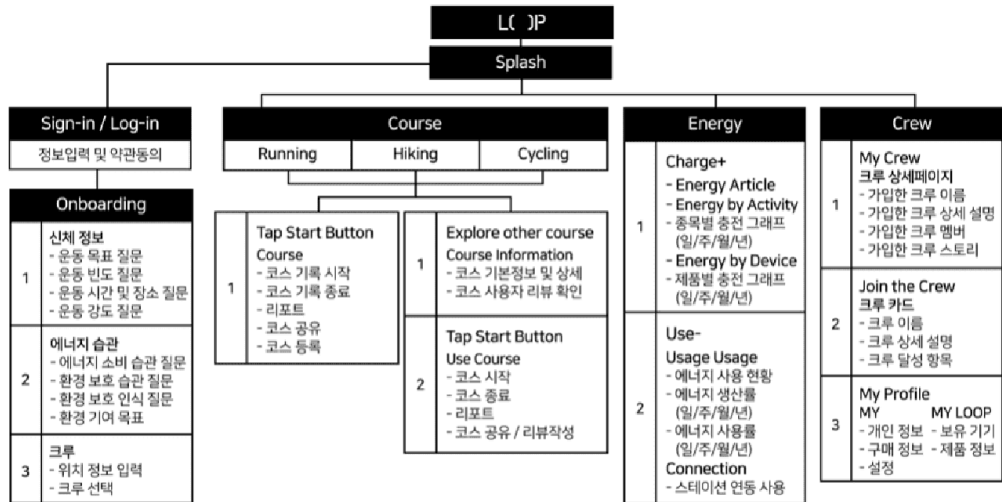 LOOP
Splash
Sign-in / Log-in
정보입력 및 약관동의
Onboarding
1
신체 정보
- 운동 목표 질문
- 운동 빈도 질문
- 운동 시간 및 장소 질문
- 운동 강도 질문
2
에너지 습관
- 에너지 소비 습관 질문
- 환경 보호 습관 질문
- 환경 보호 인식 질문
- 환경 기여 목표
3
크루
- 위치 정보 입력
- 크루 선택
Course
Running
Hiking
Cycling
1
Tap Start Button
Course
- 코스 기록 시작
- 코스 기록 종료
- 리포트
- 코스 공유
- 코스 등록
1
Explore other course
Course Information
- 코스 기본정보 및 상세
- 코스 사용자 리뷰 확인
2
Tap Start Button
Use Course
- 코스 시작
- 코스 종료
- 리포트
- 코스 공유 / 리뷰작성
Energy
1
Charge+
- Energy Article
- Energy by Activity
- 종목별 충전 그래프
(일/주/월/년)
- Energy by Device
- 제품별 충전 그래프
(일/주/월/년)
2
Use-
Usage Usage
- 에너지 사용 현황
- 에너지 생산률
(일/주/월/년)
- 에너지 사용률
(일/주/월/년)
Connection
- 스테이션 연동 사용
Crew
1
My Crew
크루 상세페이지
- 가입한 크루 이름
- 가입한 크루 상세 설명
- 가입한 크루 멤버
- 가입한 크루 스토리
2
Join the Crew
크루 카드
- 크루 이름
- 크루 상세 설명
- 크루 달성 항목
3
My Profile
MY
- 개인 정보
- 구매 정보
- 설정
MY LOOP
- 보유 기기
- 제품 정보